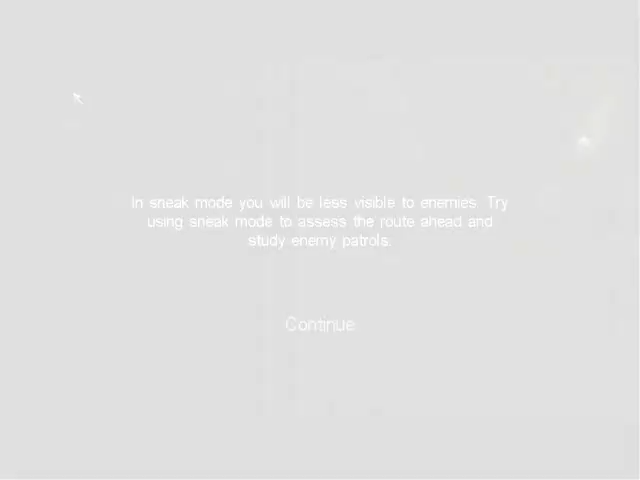 In sneak mode you will be less visible to enemies. Try
using sneak mode to assess the route ahead and
study enemy patrols.
Continue